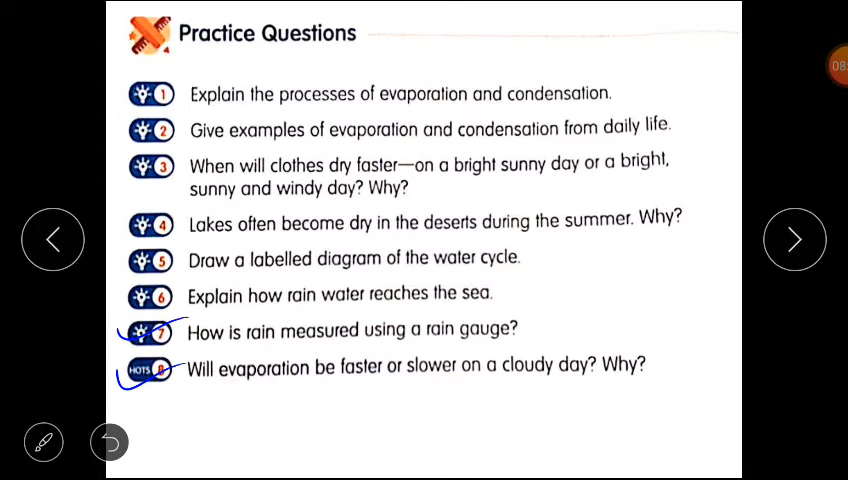 Practice Questions
1 Explain the processes of evaporation and condensation.
2 Give examples of evaporation and condensation from daily life.
3 When will clothes dry faster—on a bright sunny day or a bright,
sunny and windy day? Why?
4 Lakes often become dry in the deserts during the summer. Why?
5 Draw a labelled diagram of the water cycle.
6 Explain how rain water reaches the sea.
7 How is rain measured using a rain gauge?
HOTS 8 Will evaporation be faster or slower on a cloudy day? Why?